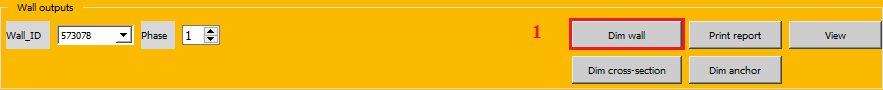 Wall outputs
Wall_ID 573078 Phase 1 1 Dim wall Print report View
Dim cross-section Dim anchor